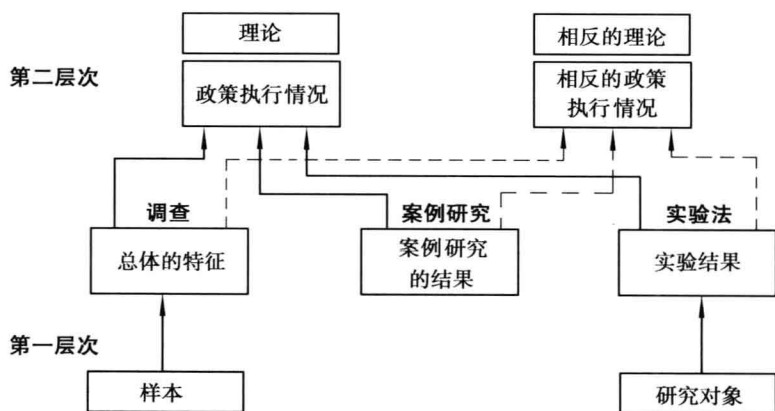 理论
相反的理论
第二层次
政策执行情况
相反的政策
执行情况
调查
案例研究
实验法
总体的特征
案例研究
的结果
实验结果
第一层次
样本
研究对象